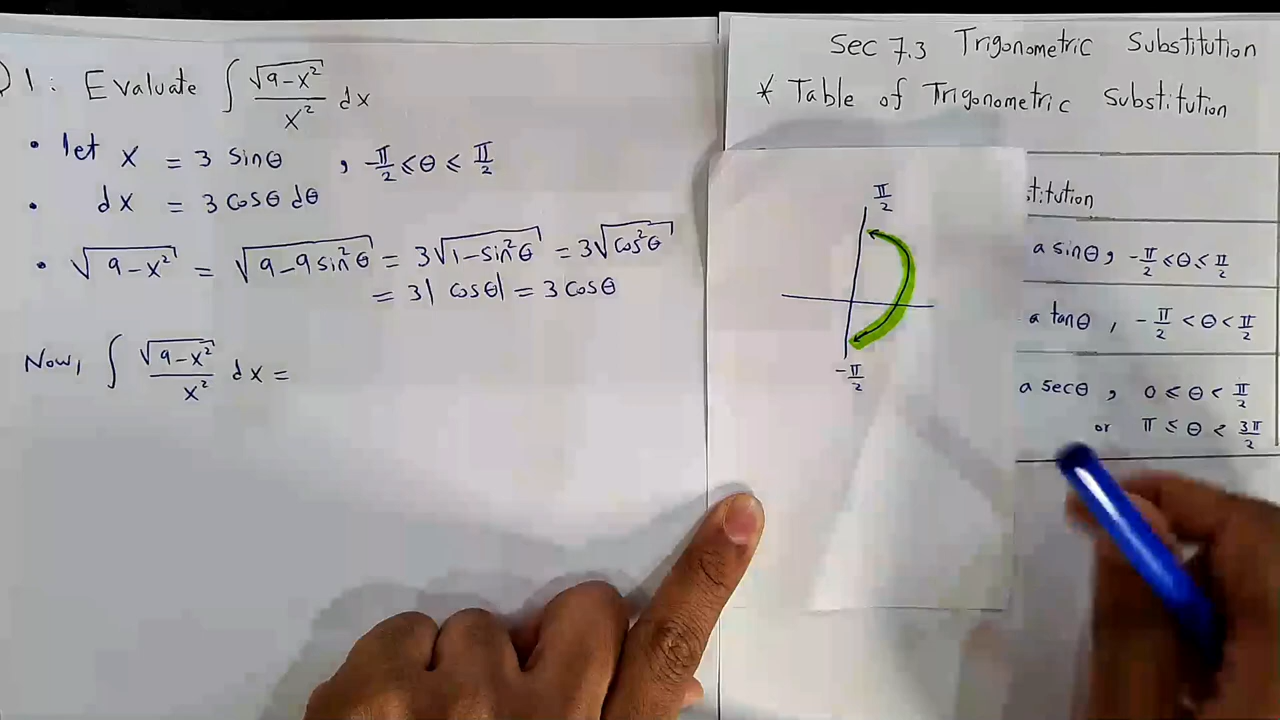 1: Evaluate ∫ √(9-x²) / x² dx
• let x = 3 sinθ , -π/2 ≤ θ ≤ π/2
• dx = 3 cosθ dθ
• √(9-x²) = √(9-9sin²θ) = 3√(1-sin²θ) = 3√(cos²θ)
= 3| cosθ| = 3 cosθ
Now, ∫ √(9-x²) / x² dx =
Sec 7.3 Trigonometric Substitution
* Table of Trigonometric Substitution
π/2
-π/2
stitution
a sinθ, -π/2 ≤ θ ≤ π/2
a tanθ, -π/2 < θ < π/2
a secθ, 0 ≤ θ < π/2
or π ≤ θ < 3π/2